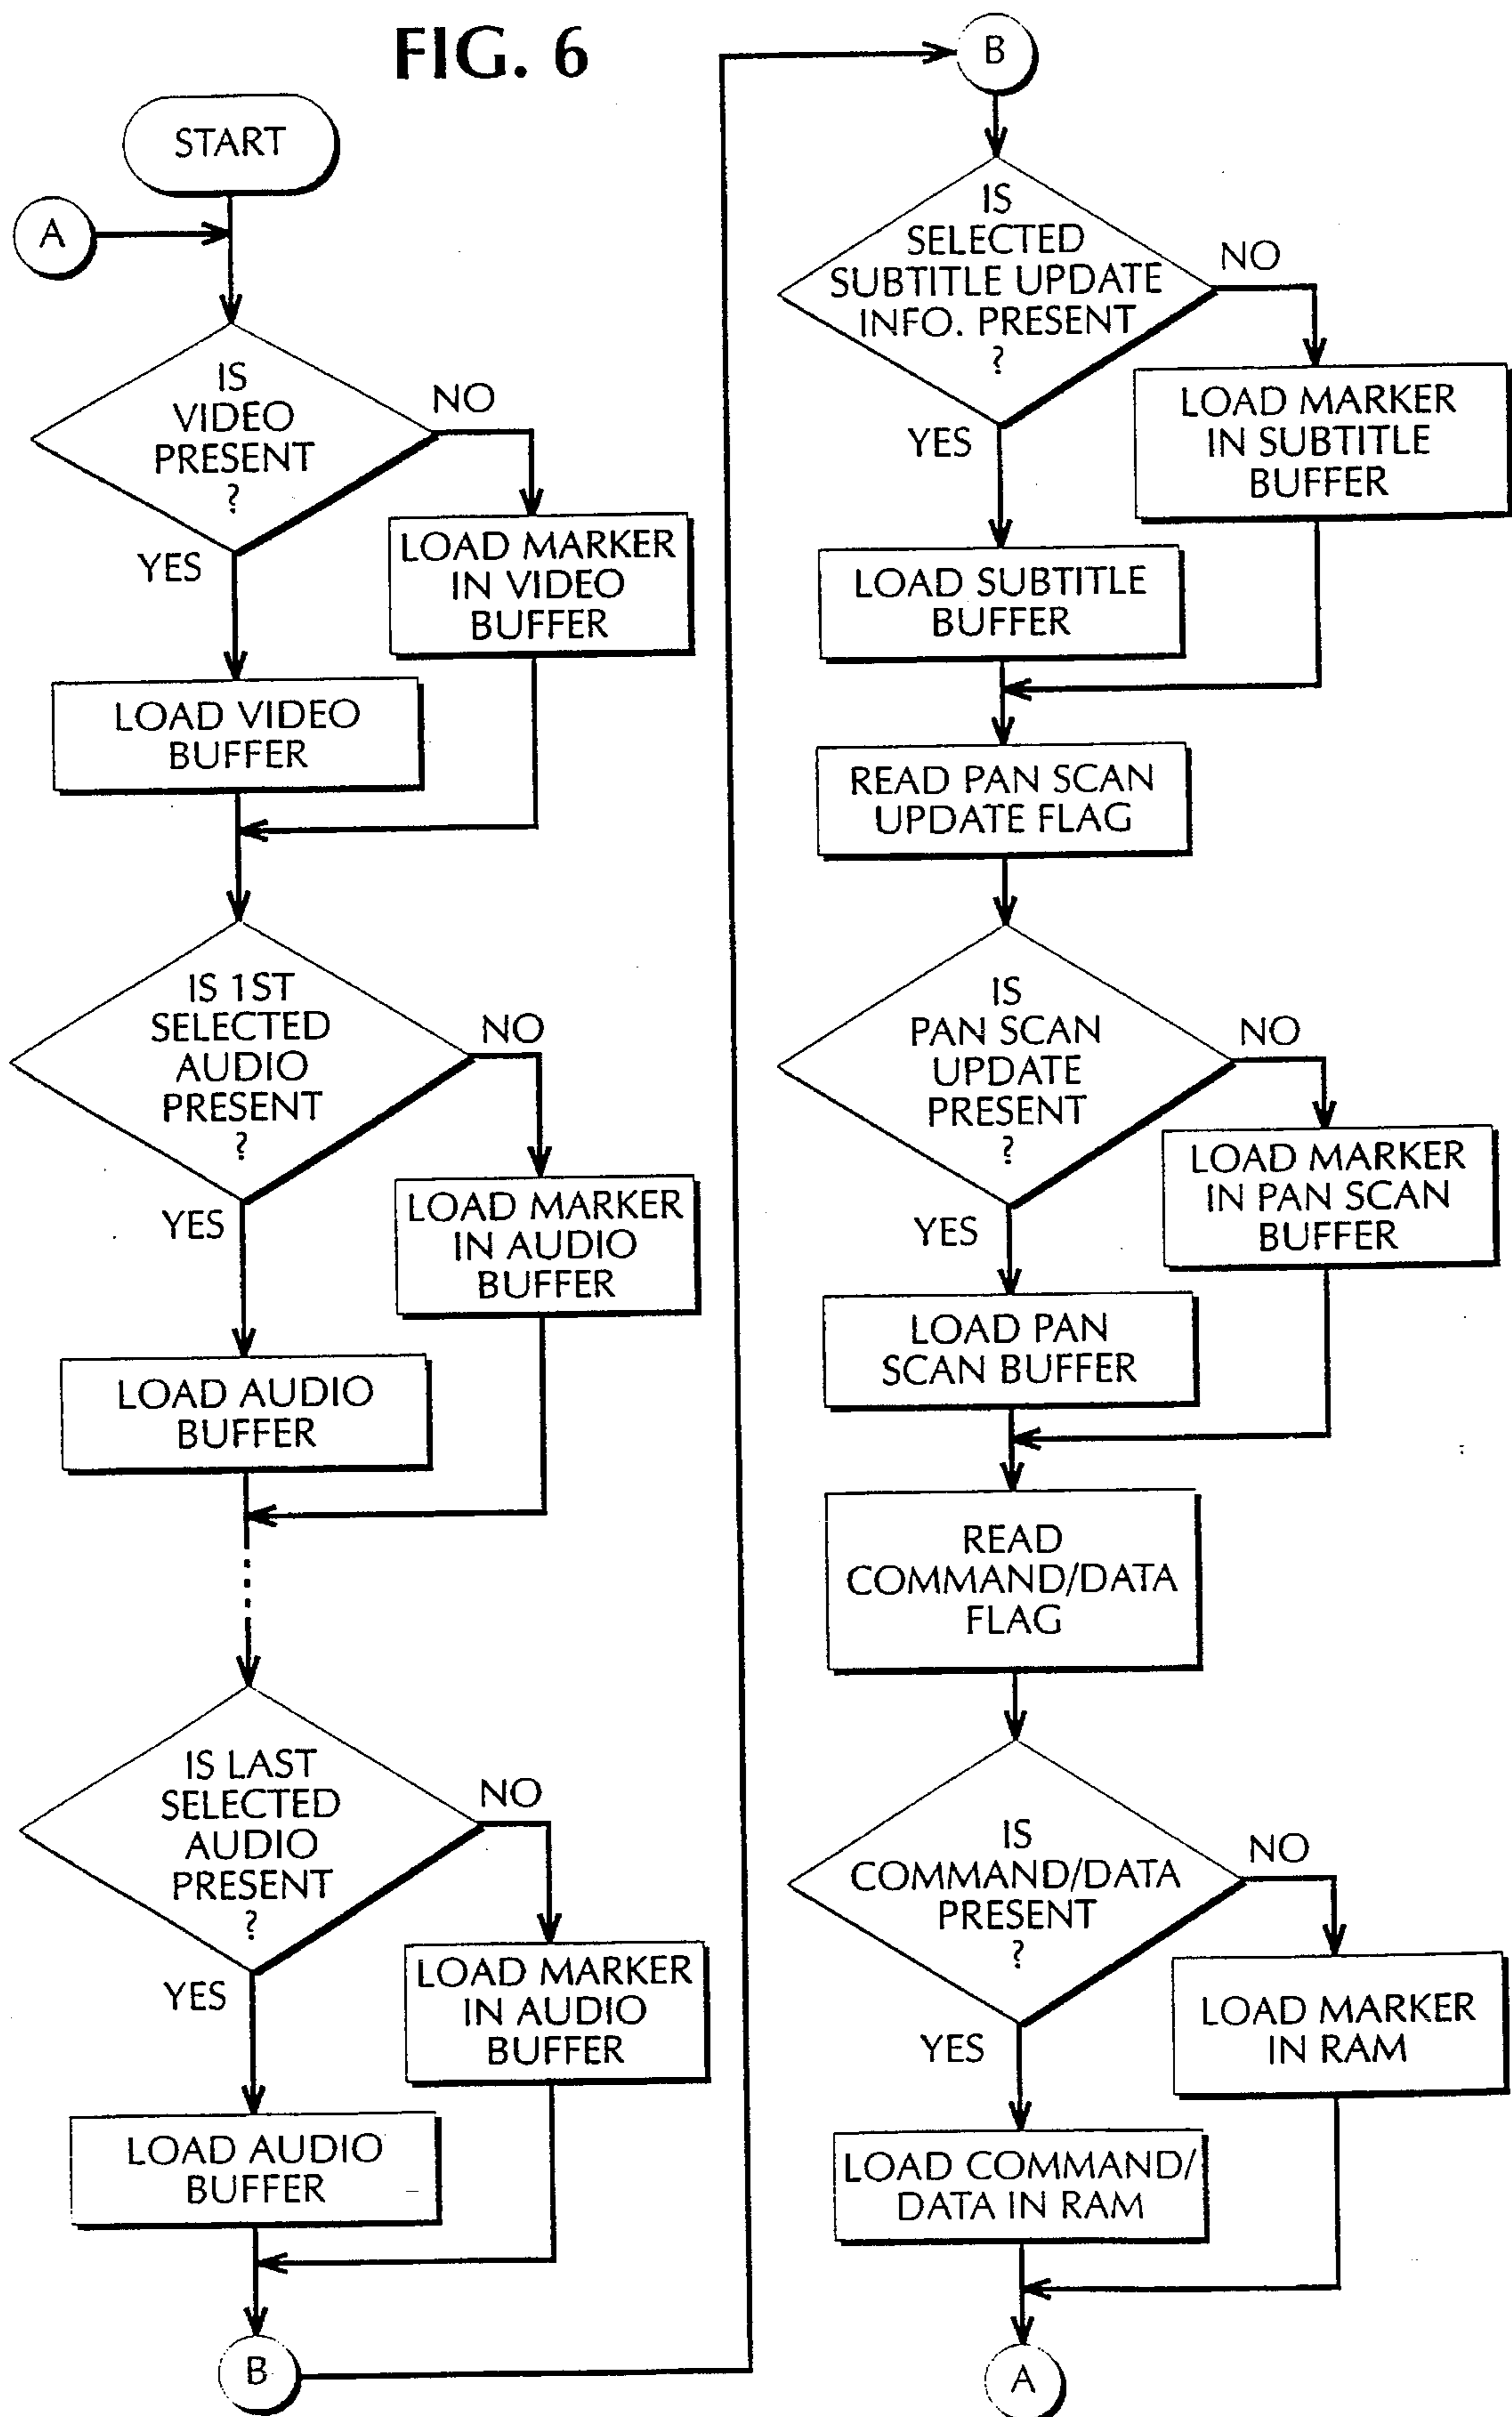 FIG. 6
START
A
IS
VIDEO
PRESENT
?
NO
YES
LOAD MARKER
IN VIDEO
BUFFER
LOAD VIDEO
BUFFER
IS 1ST
SELECTED
AUDIO
PRESENT
?
NO
YES
LOAD MARKER
IN AUDIO
BUFFER
LOAD AUDIO
BUFFER
IS LAST
SELECTED
AUDIO
PRESENT
?
NO
YES
LOAD MARKER
IN AUDIO
BUFFER
LOAD AUDIO
BUFFER
B
B
IS
SELECTED
SUBTITLE UPDATE
INFO. PRESENT
?
NO
YES
LOAD MARKER
IN SUBTITLE
BUFFER
LOAD SUBTITLE
BUFFER
READ PAN SCAN
UPDATE FLAG
IS
PAN SCAN
UPDATE
PRESENT
?
NO
YES
LOAD MARKER
IN PAN SCAN
BUFFER
LOAD PAN
SCAN BUFFER
READ
COMMAND/DATA
FLAG
IS
COMMAND/DATA
PRESENT
?
NO
YES
LOAD MARKER
IN RAM
LOAD COMMAND/
DATA IN RAM
A